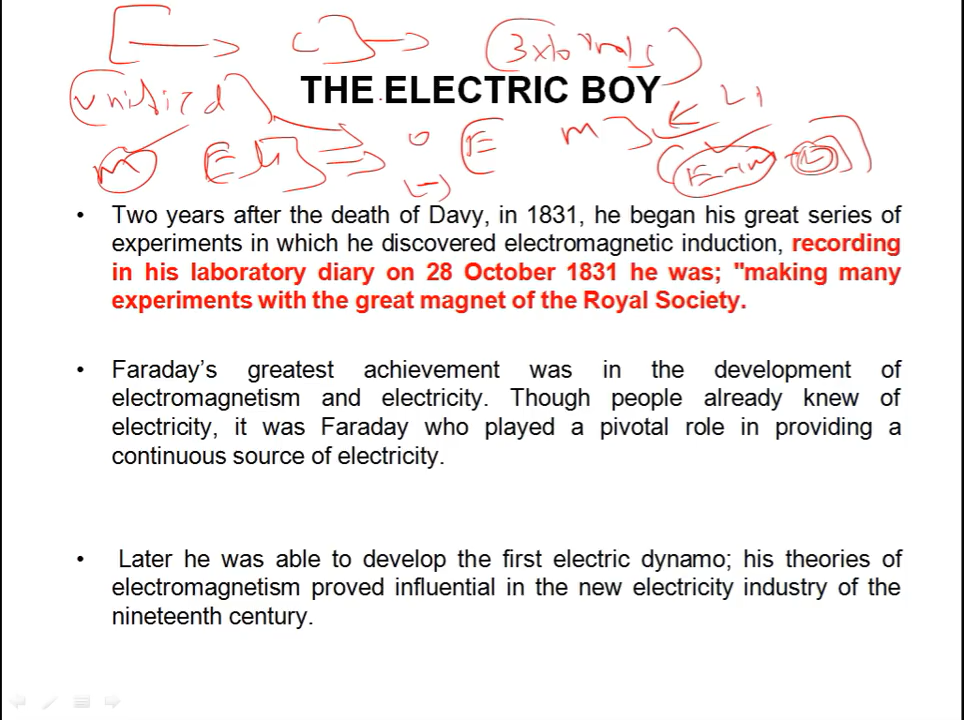 unified
THE ELECTRIC BOY
m
E
E m
• Two years after the death of Davy, in 1831, he began his great series of
experiments in which he discovered electromagnetic induction, recording
in his laboratory diary on 28 October 1831 he was; "making many
experiments with the great magnet of the Royal Society.
• Faraday’s greatest achievement was in the development of
electromagnetism and electricity. Though people already knew of
electricity, it was Faraday who played a pivotal role in providing a
continuous source of electricity.
• Later he was able to develop the first electric dynamo; his theories of
electromagnetism proved influential in the new electricity industry of the
nineteenth century.